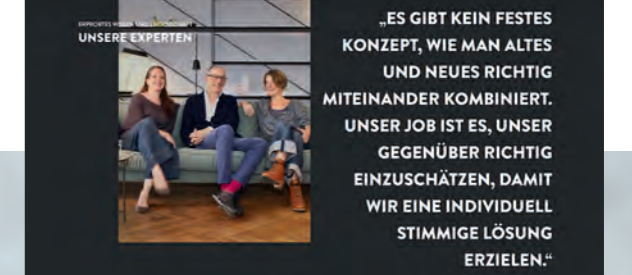 UNSERE EXPERTEN
„ES GIBT KEIN FESTES
KONZEPT, WIE MAN ALTES
UND NEUES RICHTIG
MITEINANDER KOMBINIERT.
UNSER JOB IST ES, UNSER
GEGENÜBER RICHTIG
EINZUSCHÄTZEN, DAMIT
WIR EINE INDIVIDUELL
STIMMIGE LÖSUNG
ERZIELEN.“